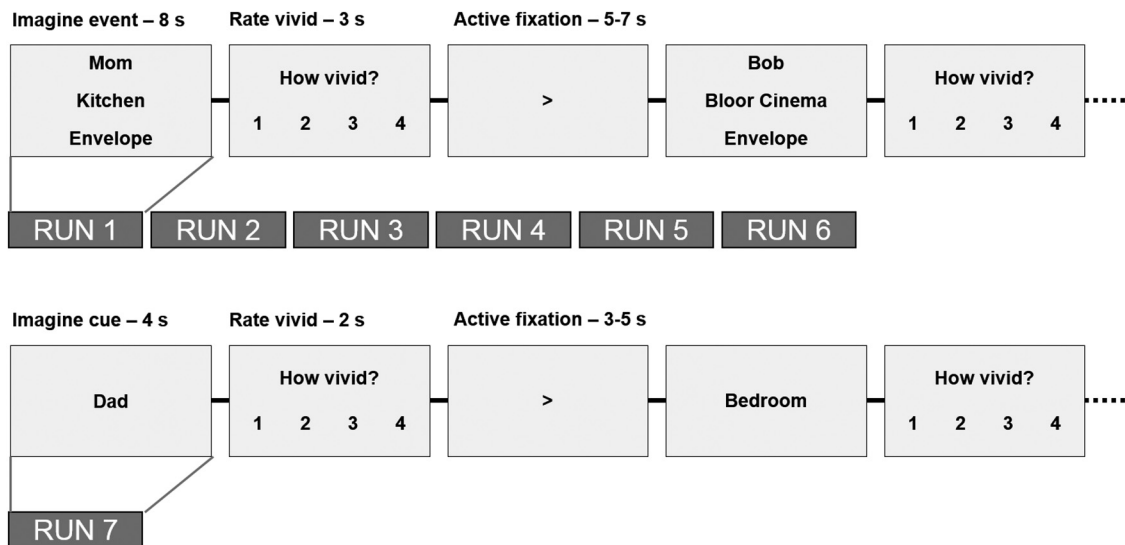 Imagine event – 8 s Rate vivid – 3 s Active fixation – 5-7 s
Mom
Kitchen
Envelope
How vivid?
1 2 3 4
>
Bob
Bloor Cinema
Envelope
How vivid?
1 2 3 4
RUN 1 RUN 2 RUN 3 RUN 4 RUN 5 RUN 6
Imagine cue – 4 s Rate vivid – 2 s Active fixation – 3-5 s
Dad
How vivid?
1 2 3 4
>
Bedroom
How vivid?
1 2 3 4
RUN 7